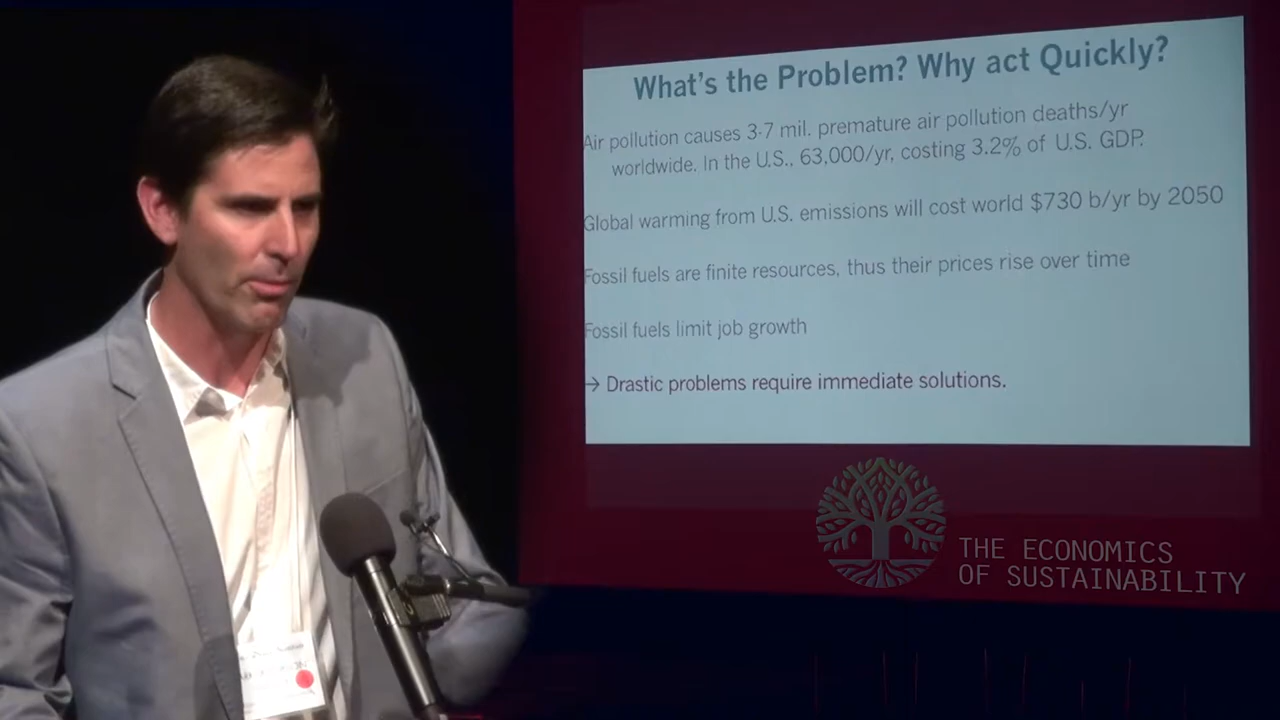 What's the Problem? Why act Quickly?
Air pollution causes 3-7 mil. premature air pollution deaths/yr
worldwide. In the U.S., 63,000/yr, costing 3.2% of U.S. GDP.
Global warming from U.S. emissions will cost world $730 b/yr by 2050
Fossil fuels are finite resources, thus their prices rise over time
Fossil fuels limit job growth
→ Drastic problems require immediate solutions.
THE ECONOMICS
OF SUSTAINABILITY